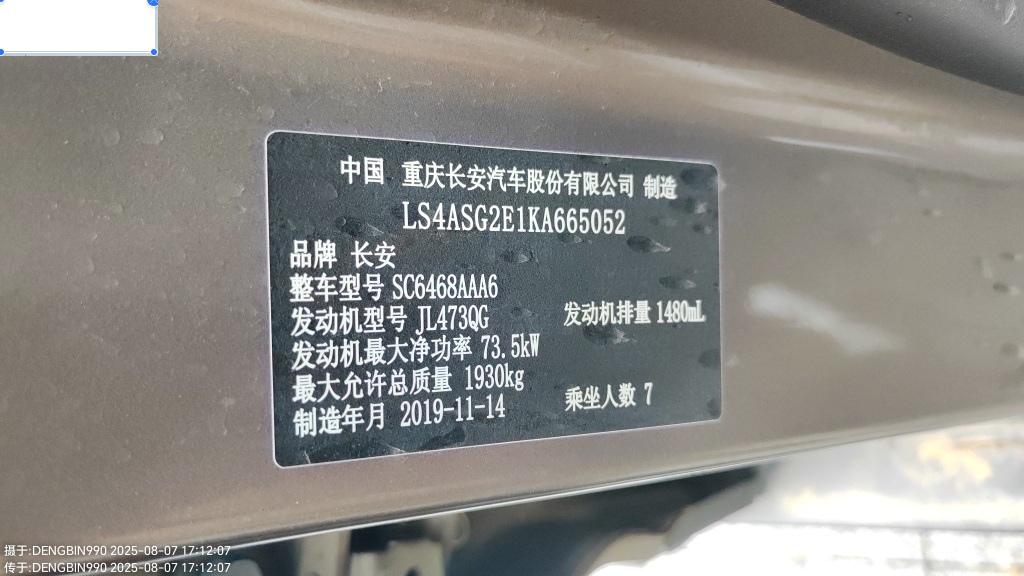 中国 重庆长安汽车股份有限公司 制造
LS4ASG2E1KA665052
品牌 长安
整车型号 SC6468AAA6
发动机型号 JL473QG 发动机排量 1480mL
发动机最大净功率 73.5kW
最大允许总质量 1930kg
制造年月 2019-11-14 乘坐人数 7
摄于:DENGBIN990 2025-08-07 17:12:07
传于:DENGBIN990 2025-08-07 17:12:07